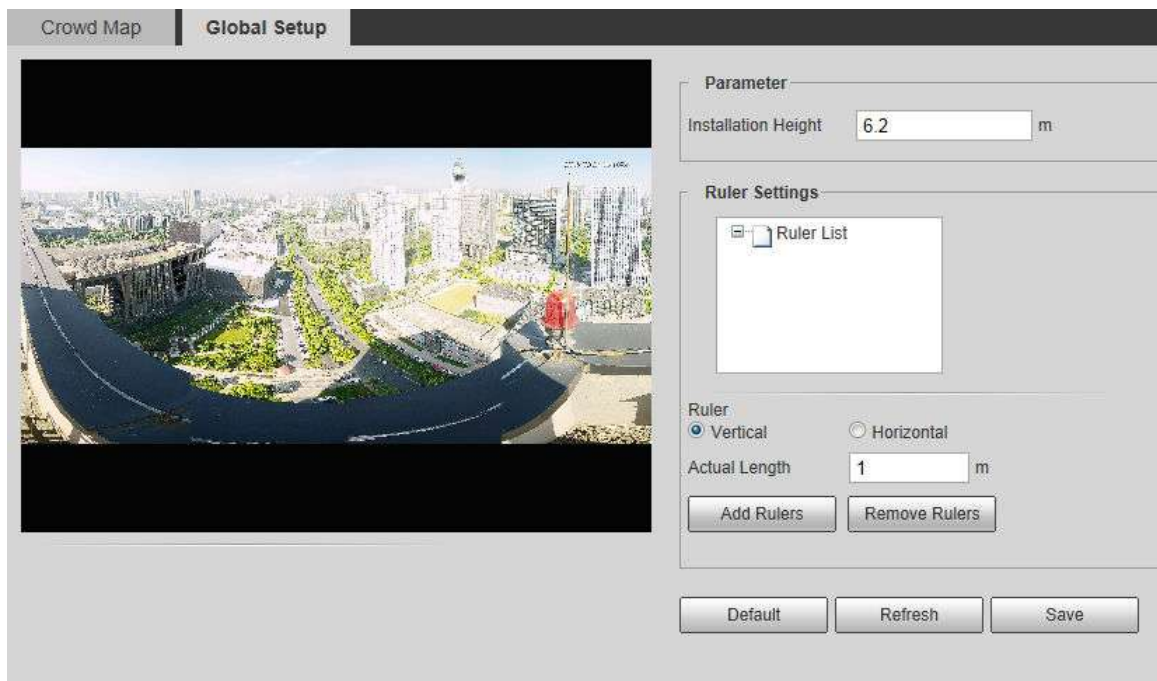 Crowd Map
Global Setup
Parameter
Installation Height 6.2 m
Ruler Settings
Ruler List
Ruler
Vertical Horizontal
Actual Length 1 m
Add Rulers Remove Rulers
Default Refresh Save